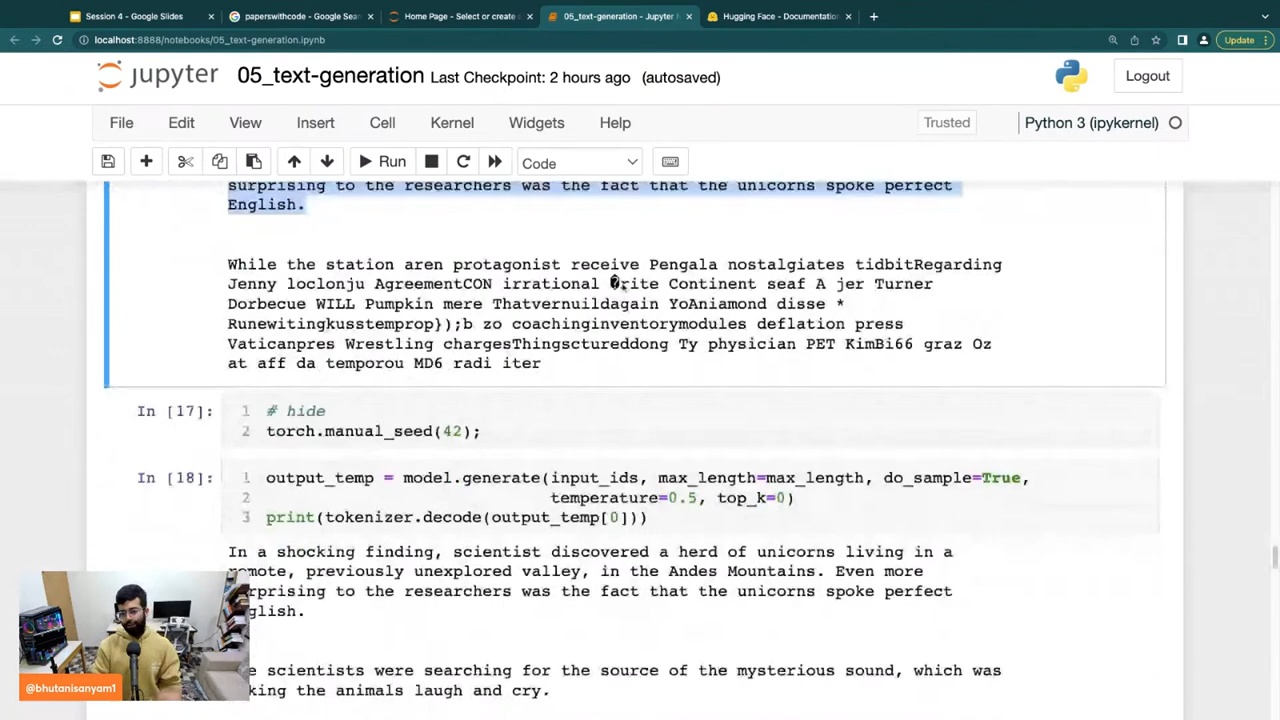 Session 4 - Google Slides
paperswithcode - Google Sear
Home Page - Select or create a
05_text-generation - Jupyter N
Hugging Face - Documentation
localhost:8888/notebooks/05_text-generation.ipynb
Update
jupyter 05_text-generation Last Checkpoint: 2 hours ago (autosaved)
Logout
File Edit View Insert Cell Kernel Widgets Help
Trusted
Python 3 (ipykernel)
Run
Code
surprising to the researchers was the fact that the unicorns spoke perfect
English.
While the station aren protagonist receive Pengala nostalgiates tidbitRegarding
Jenny loclonju AgreementCON irrational �rite Continent seaf A jer Turner
Dorbecue WILL Pumpkin mere Thatvernuildagain YoAniamond disse *
Runewitingkusstemprop});b zo coachinginventorymodules deflation press
Vaticanpres Wrestling chargesThingsctureddong Ty physician PET KimBi66 graz Oz
at aff da temporou MD6 radi iter
In [17]:
1 # hide
2 torch.manual_seed(42);
In [18]:
1 output_temp = model.generate(input_ids, max_length=max_length, do_sample=True,
2 temperature=0.5, top_k=0)
3 print(tokenizer.decode(output_temp[0]))
In a shocking finding, scientist discovered a herd of unicorns living in a
remote, previously unexplored valley, in the Andes Mountains. Even more
rprising to the researchers was the fact that the unicorns spoke perfect
glish.
e scientists were searching for the source of the mysterious sound, which was
king the animals laugh and cry.
@bhutanisanyam1